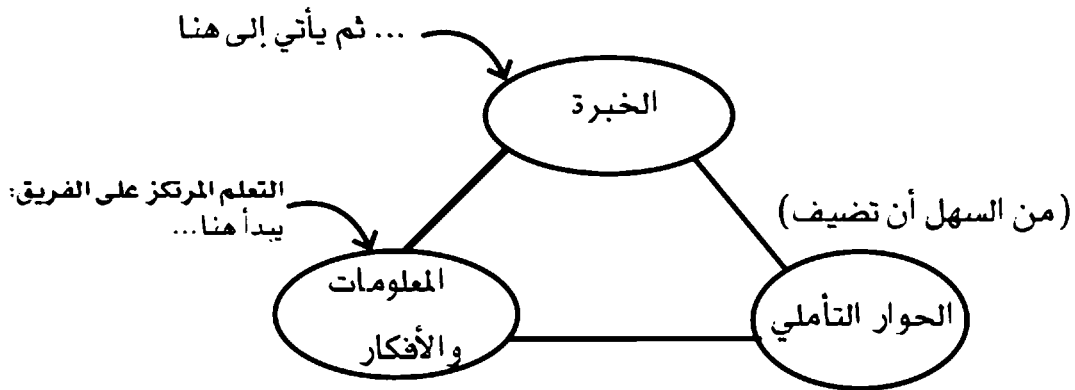 ... ثم يأتي إلى هنا
الخبرة
التعلم المرتكز على الفريق:
يبدأ هنا...
(من السهل أن تضيف)
المعلومات
والأفكار
الحوار التأملي